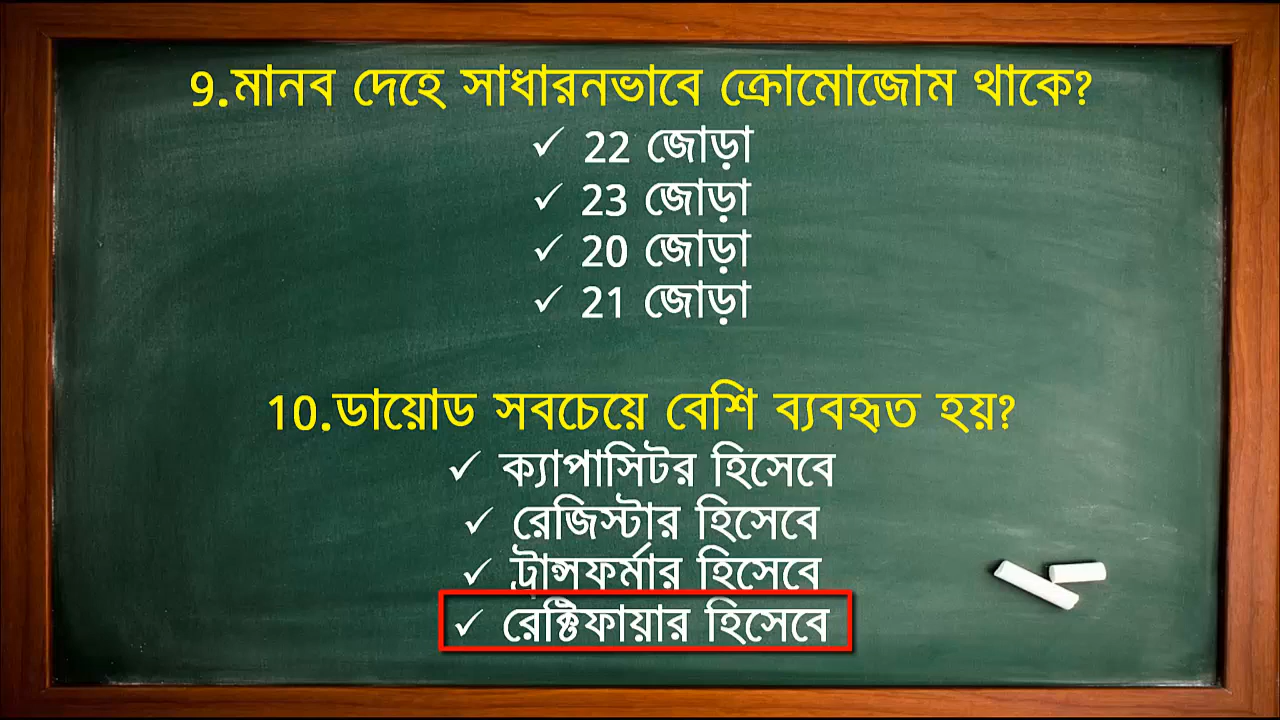 9.মানব দেহে সাধারনভাবে ক্রোমোজোম থাকে?
✓ 22 জোড়া
✓ 23 জোড়া
✓ 20 জোড়া
✓ 21 জোড়া
10.ডায়োড সবচেয়ে বেশি ব্যবহৃত হয়?
✓ ক্যাপাসিটর হিসেবে
✓ রেজিস্টার হিসেবে
✓ ট্রান্সফর্মার হিসেবে
✓ রেক্টিফায়ার হিসেবে